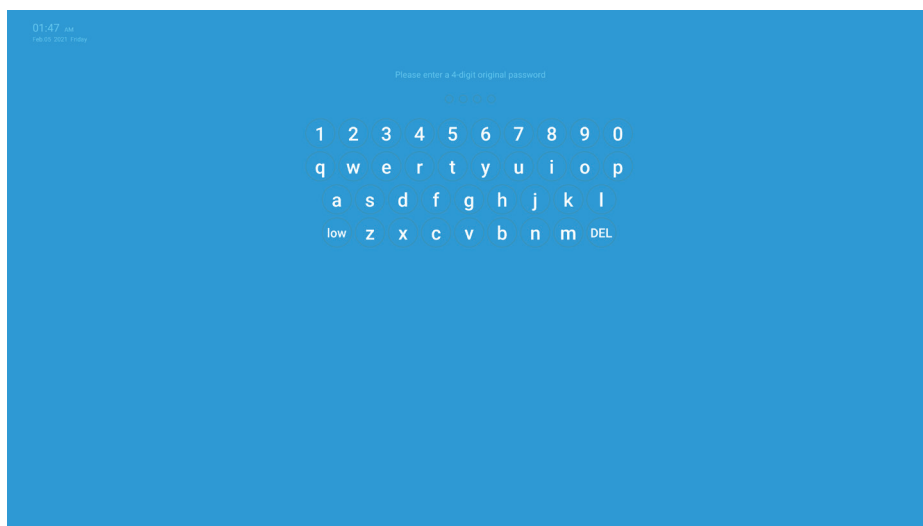 01:47 AM
Feb 05, 2021 Friday
Please enter a 4-digit original password
1 2 3 4 5 6 7 8 9 0
q w e r t y u i o p
a s d f g h j k l
low z x c v b n m DEL